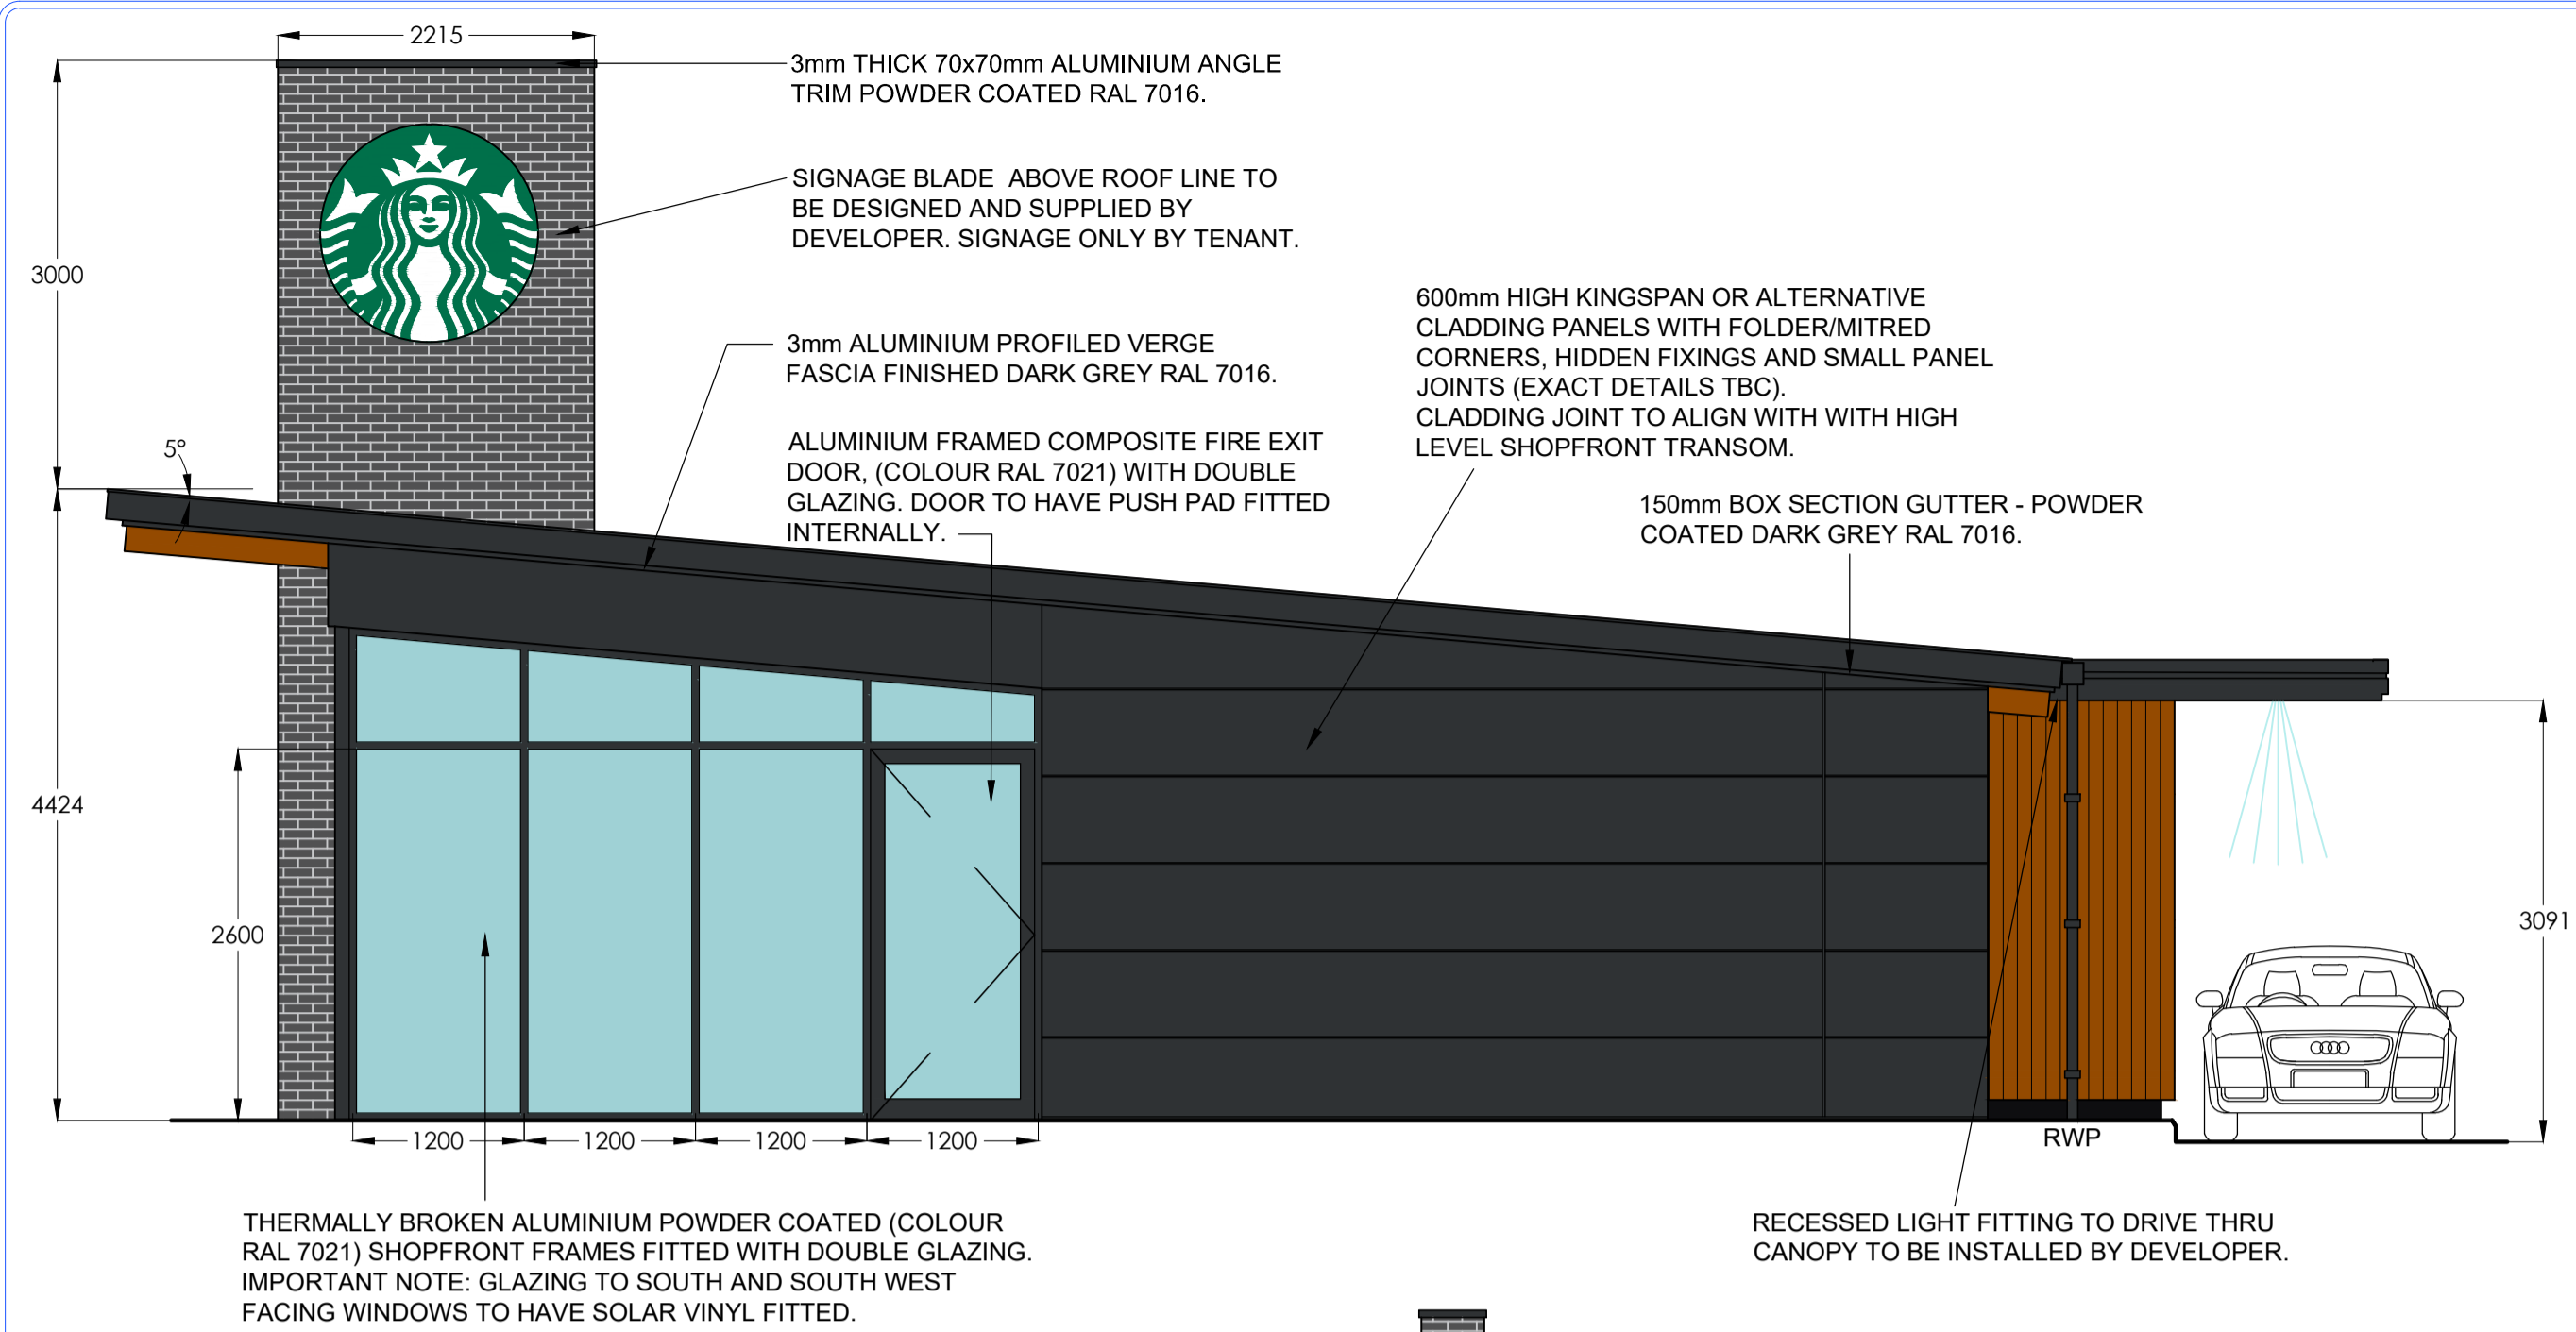 2215
3mm THICK 70x70mm ALUMINIUM ANGLE
TRIM POWDER COATED RAL 7016.
SIGNAGE BLADE  ABOVE ROOF LINE TO
BE DESIGNED AND SUPPLIED BY
DEVELOPER. SIGNAGE ONLY BY TENANT.
3000
600mm HIGH KINGSPAN OR ALTERNATIVE
CLADDING PANELS WITH FOLDER/MITRED
CORNERS, HIDDEN FIXINGS AND SMALL PANEL
JOINTS (EXACT DETAILS TBC).
CLADDING JOINT TO ALIGN WITH WITH HIGH
LEVEL SHOPFRONT TRANSOM.
3mm ALUMINIUM PROFILED VERGE
FASCIA FINISHED DARK GREY RAL 7016.
5°
ALUMINIUM FRAMED COMPOSITE FIRE EXIT
DOOR, (COLOUR RAL 7021) WITH DOUBLE
GLAZING. DOOR TO HAVE PUSH PAD FITTED
INTERNALLY.
150mm BOX SECTION GUTTER - POWDER
COATED DARK GREY RAL 7016.
4424
2600
3091
1200
1200
1200
1200
RWP
THERMALLY BROKEN ALUMINIUM POWDER COATED (COLOUR
RAL 7021) SHOPFRONT FRAMES FITTED WITH DOUBLE GLAZING.
IMPORTANT NOTE: GLAZING TO SOUTH AND SOUTH WEST
FACING WINDOWS TO HAVE SOLAR VINYL FITTED.
RECESSED LIGHT FITTING TO DRIVE THRU
CANOPY TO BE INSTALLED BY DEVELOPER.